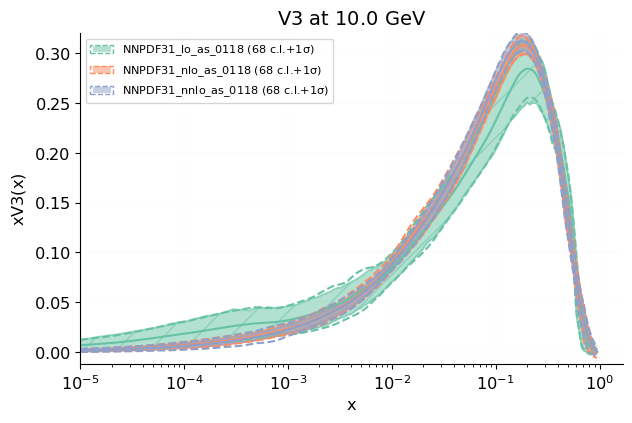 V3 at 10.0 GeV
NNPDF31_lo_as_0118 (68 c.l.+1σ)
NNPDF31_nlo_as_0118 (68 c.l.+1σ)
NNPDF31_nnlo_as_0118 (68 c.l.+1σ)
xV3(x)
0.30
0.25
0.20
0.15
0.10
0.05
0.00
10⁻⁵ 10⁻⁴ 10⁻³ 10⁻² 10⁻¹ 10⁰
x